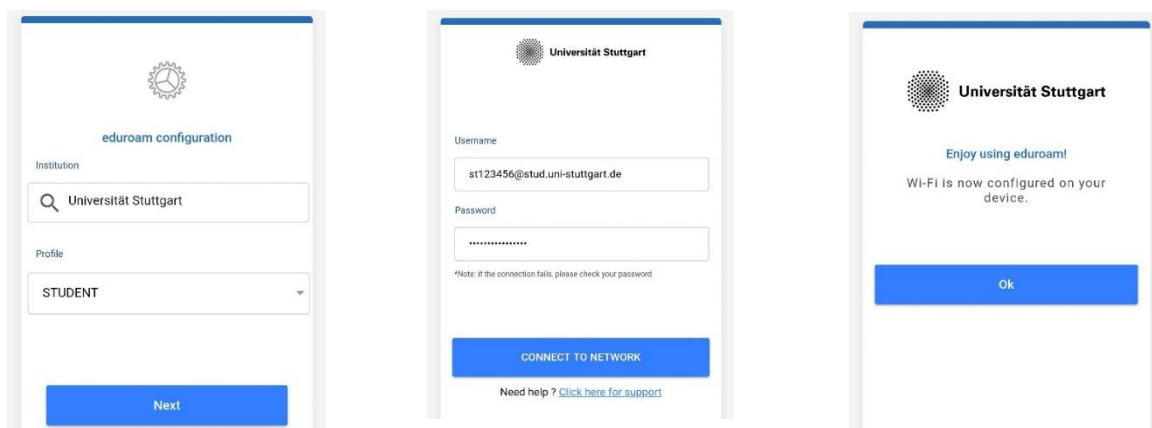 eduroam configuration
Institution
Universität Stuttgart
Profile
STUDENT
Next
Universität Stuttgart
Username
st123456@stud.uni-stuttgart.de
Password
*Note: if the connection fails, please check your password
CONNECT TO NETWORK
Need help ? Click here for support
Universität Stuttgart
Enjoy using eduroam!
Wi-Fi is now configured on your
device.
Ok